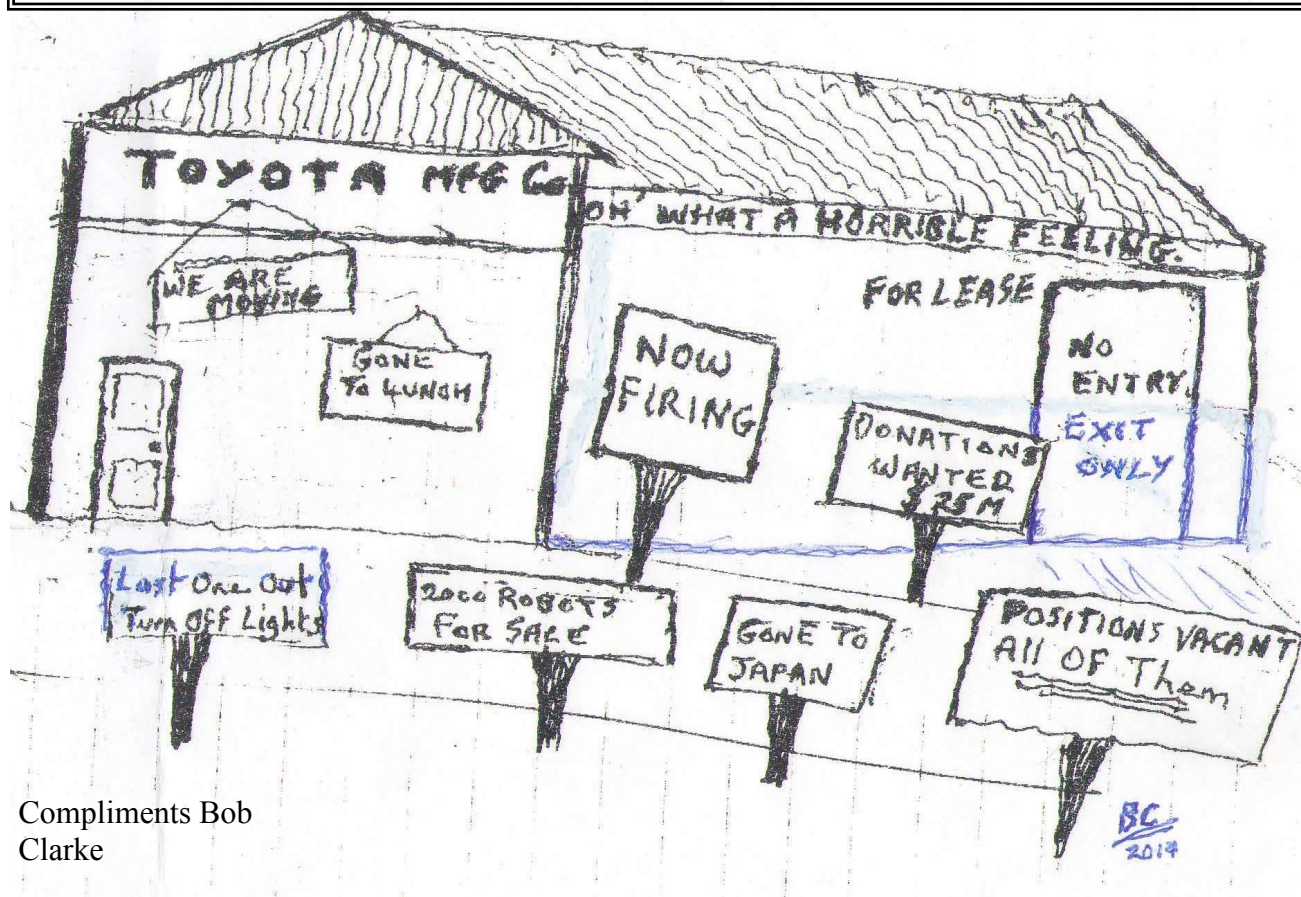 TOYOTA MFG Co
OH' WHAT A HORRIBLE FEELING.
WE ARE
MOVING
GONE
To LUNCH
FOR LEASE
NOW
FIRING
NO
ENTRY.
EXIT
ONLY
DONATIONS
WANTED
$ 25 M
Last One Out
Turn Off Lights
2000 ROBOTS
FOR SALE
GONE TO
JAPAN
POSITIONS VACANT
All OF Them
BC
2014
Compliments Bob
Clarke